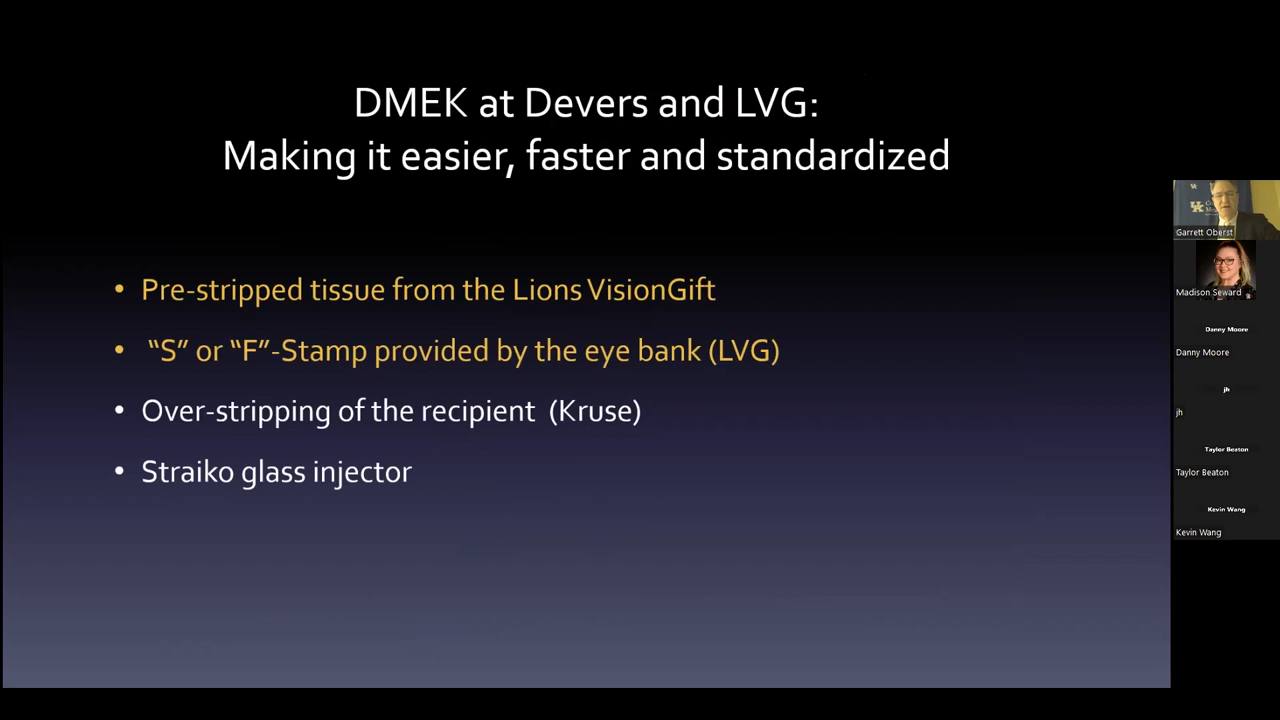 DMEK at Devers and LVG:
Making it easier, faster and standardized
• Pre-stripped tissue from the Lions VisionGift
• “S” or “F”-Stamp provided by the eye bank (LVG)
• Over-stripping of the recipient (Kruse)
• Straiko glass injector
UK
Garrett Oberst
Madison Seward
Danny Moore
Danny Moore
jh
jh
Taylor Beaton
Taylor Beaton
Kevin Wang
Kevin Wang